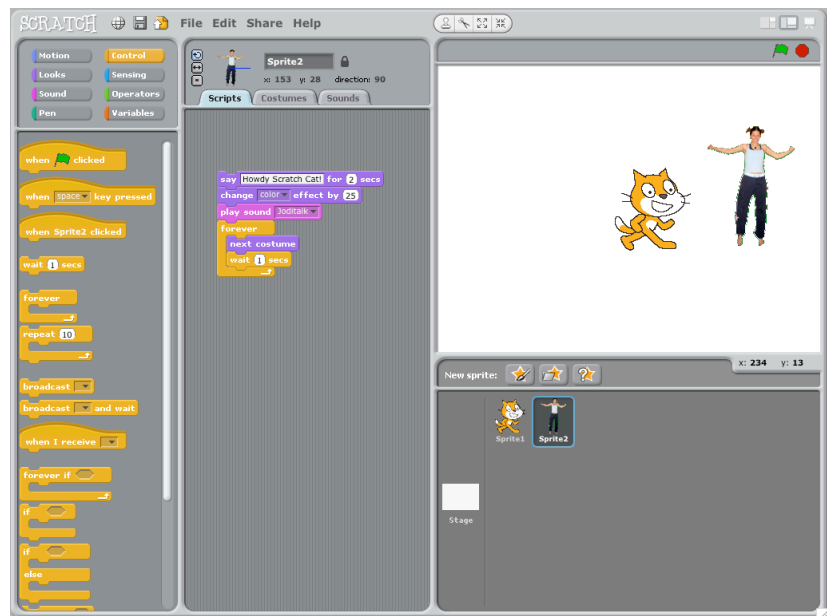 SCRATCH File Edit Share Help
Motion Control
Looks Sensing
Sound Operators
Pen Variables
Sprite2
x: 153 y: 28 direction: 90
Scripts Costumes Sounds
when clicked
when space key pressed
when Sprite2 clicked
wait 1 secs
forever
repeat 10
broadcast
broadcast and wait
when I receive
forever if
if
if
else
say Howdy Scratch Cat! for 2 secs
change color effect by 25
play sound Joditalk
forever
next costume
wait 1 secs
x: 234 y: 13
New sprite:
Sprite1 Sprite2
Stage